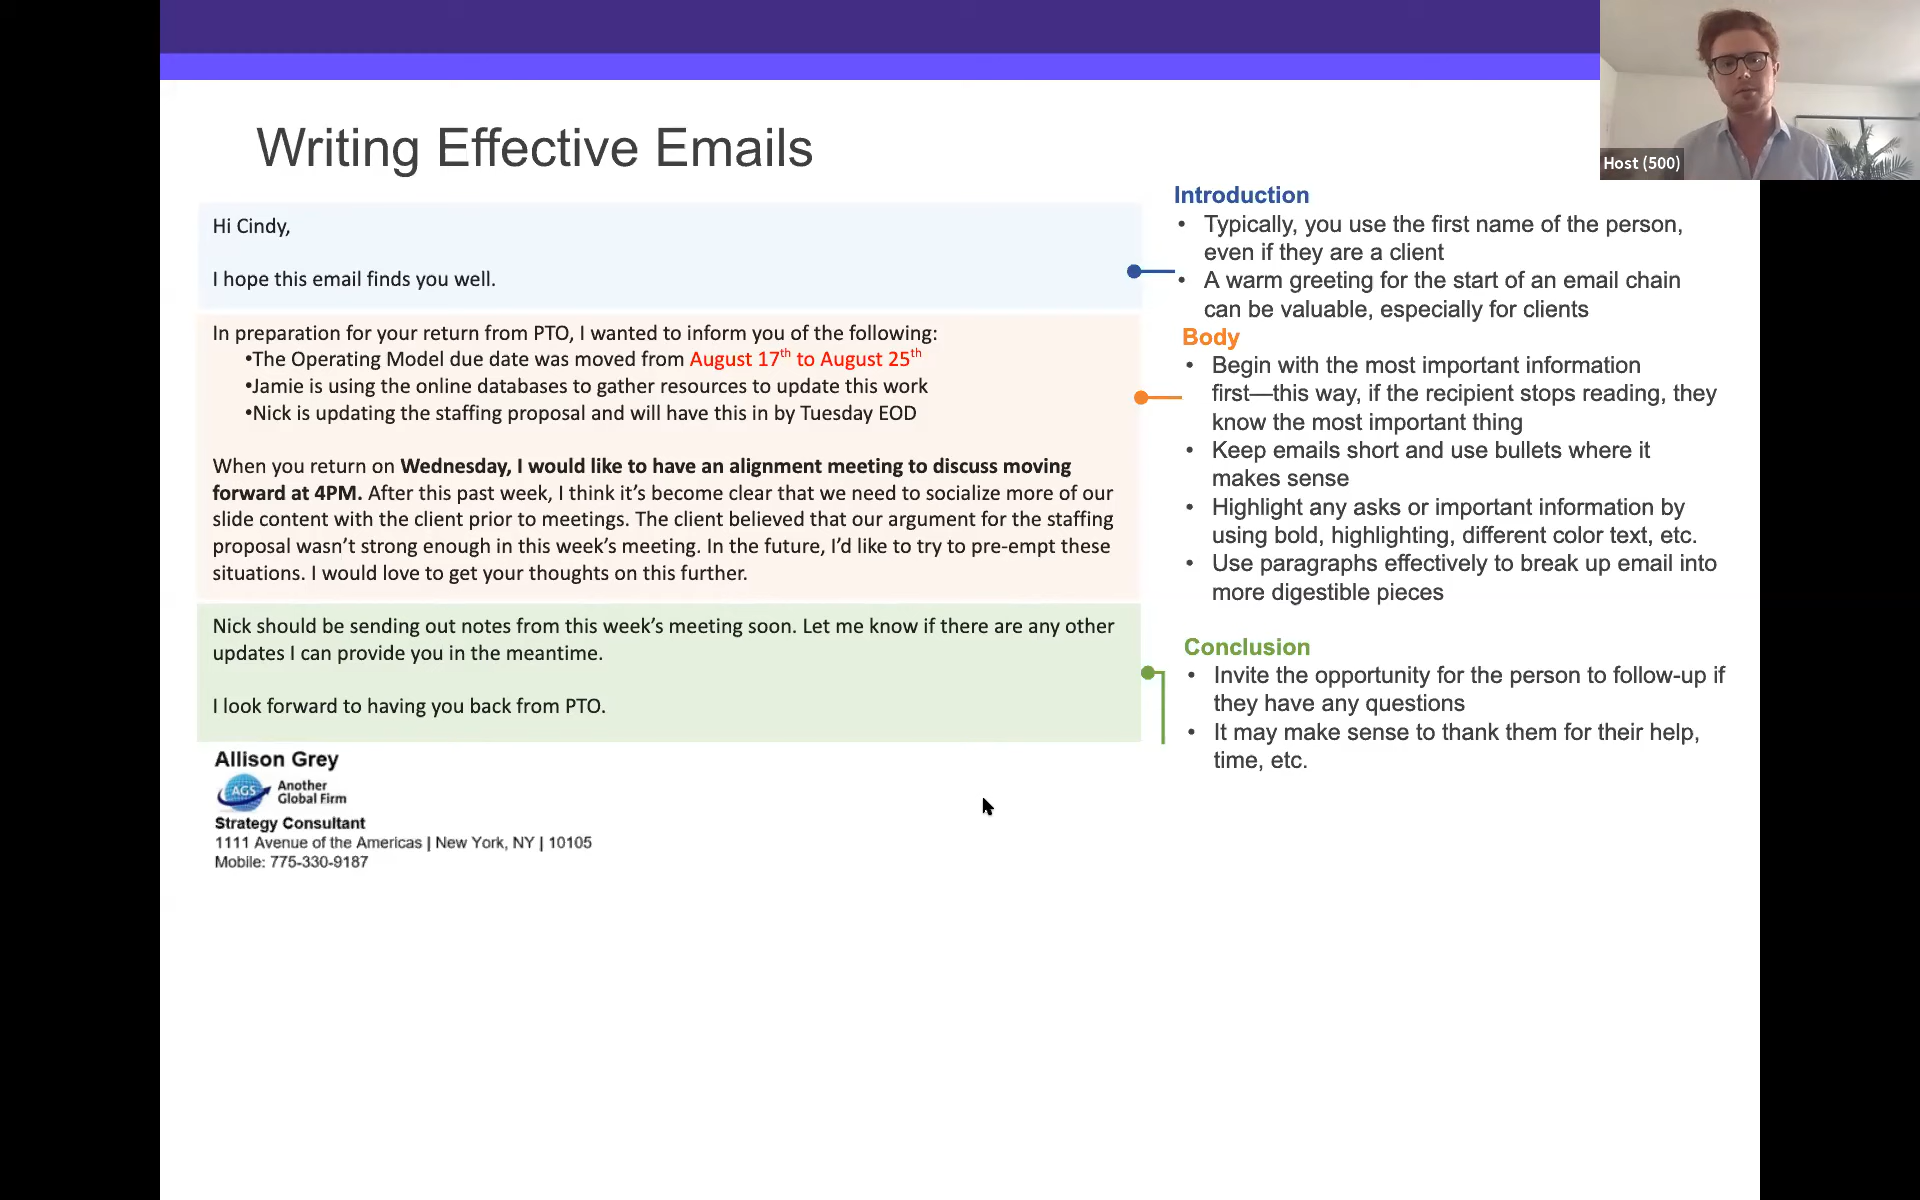 Host (500)
Writing Effective Emails
Hi Cindy,
I hope this email finds you well.
In preparation for your return from PTO, I wanted to inform you of the following:
•The Operating Model due date was moved from August 17th to August 25th
•Jamie is using the online databases to gather resources to update this work
•Nick is updating the staffing proposal and will have this in by Tuesday EOD
When you return on Wednesday, I would like to have an alignment meeting to discuss moving
forward at 4PM. After this past week, I think it’s become clear that we need to socialize more of our
slide content with the client prior to meetings. The client believed that our argument for the staffing
proposal wasn’t strong enough in this week’s meeting. In the future, I’d like to try to pre-empt these
situations. I would love to get your thoughts on this further.
Nick should be sending out notes from this week’s meeting soon. Let me know if there are any other
updates I can provide you in the meantime.
I look forward to having you back from PTO.
Allison Grey
AGS
Another
Global Firm
Strategy Consultant
1111 Avenue of the Americas | New York, NY | 10105
Mobile: 775-330-9187
Introduction
• Typically, you use the first name of the person,
even if they are a client
• A warm greeting for the start of an email chain
can be valuable, especially for clients
Body
• Begin with the most important information
first—this way, if the recipient stops reading, they
know the most important thing
• Keep emails short and use bullets where it
makes sense
• Highlight any asks or important information by
using bold, highlighting, different color text, etc.
• Use paragraphs effectively to break up email into
more digestible pieces
Conclusion
• Invite the opportunity for the person to follow-up if
they have any questions
• It may make sense to thank them for their help,
time, etc.